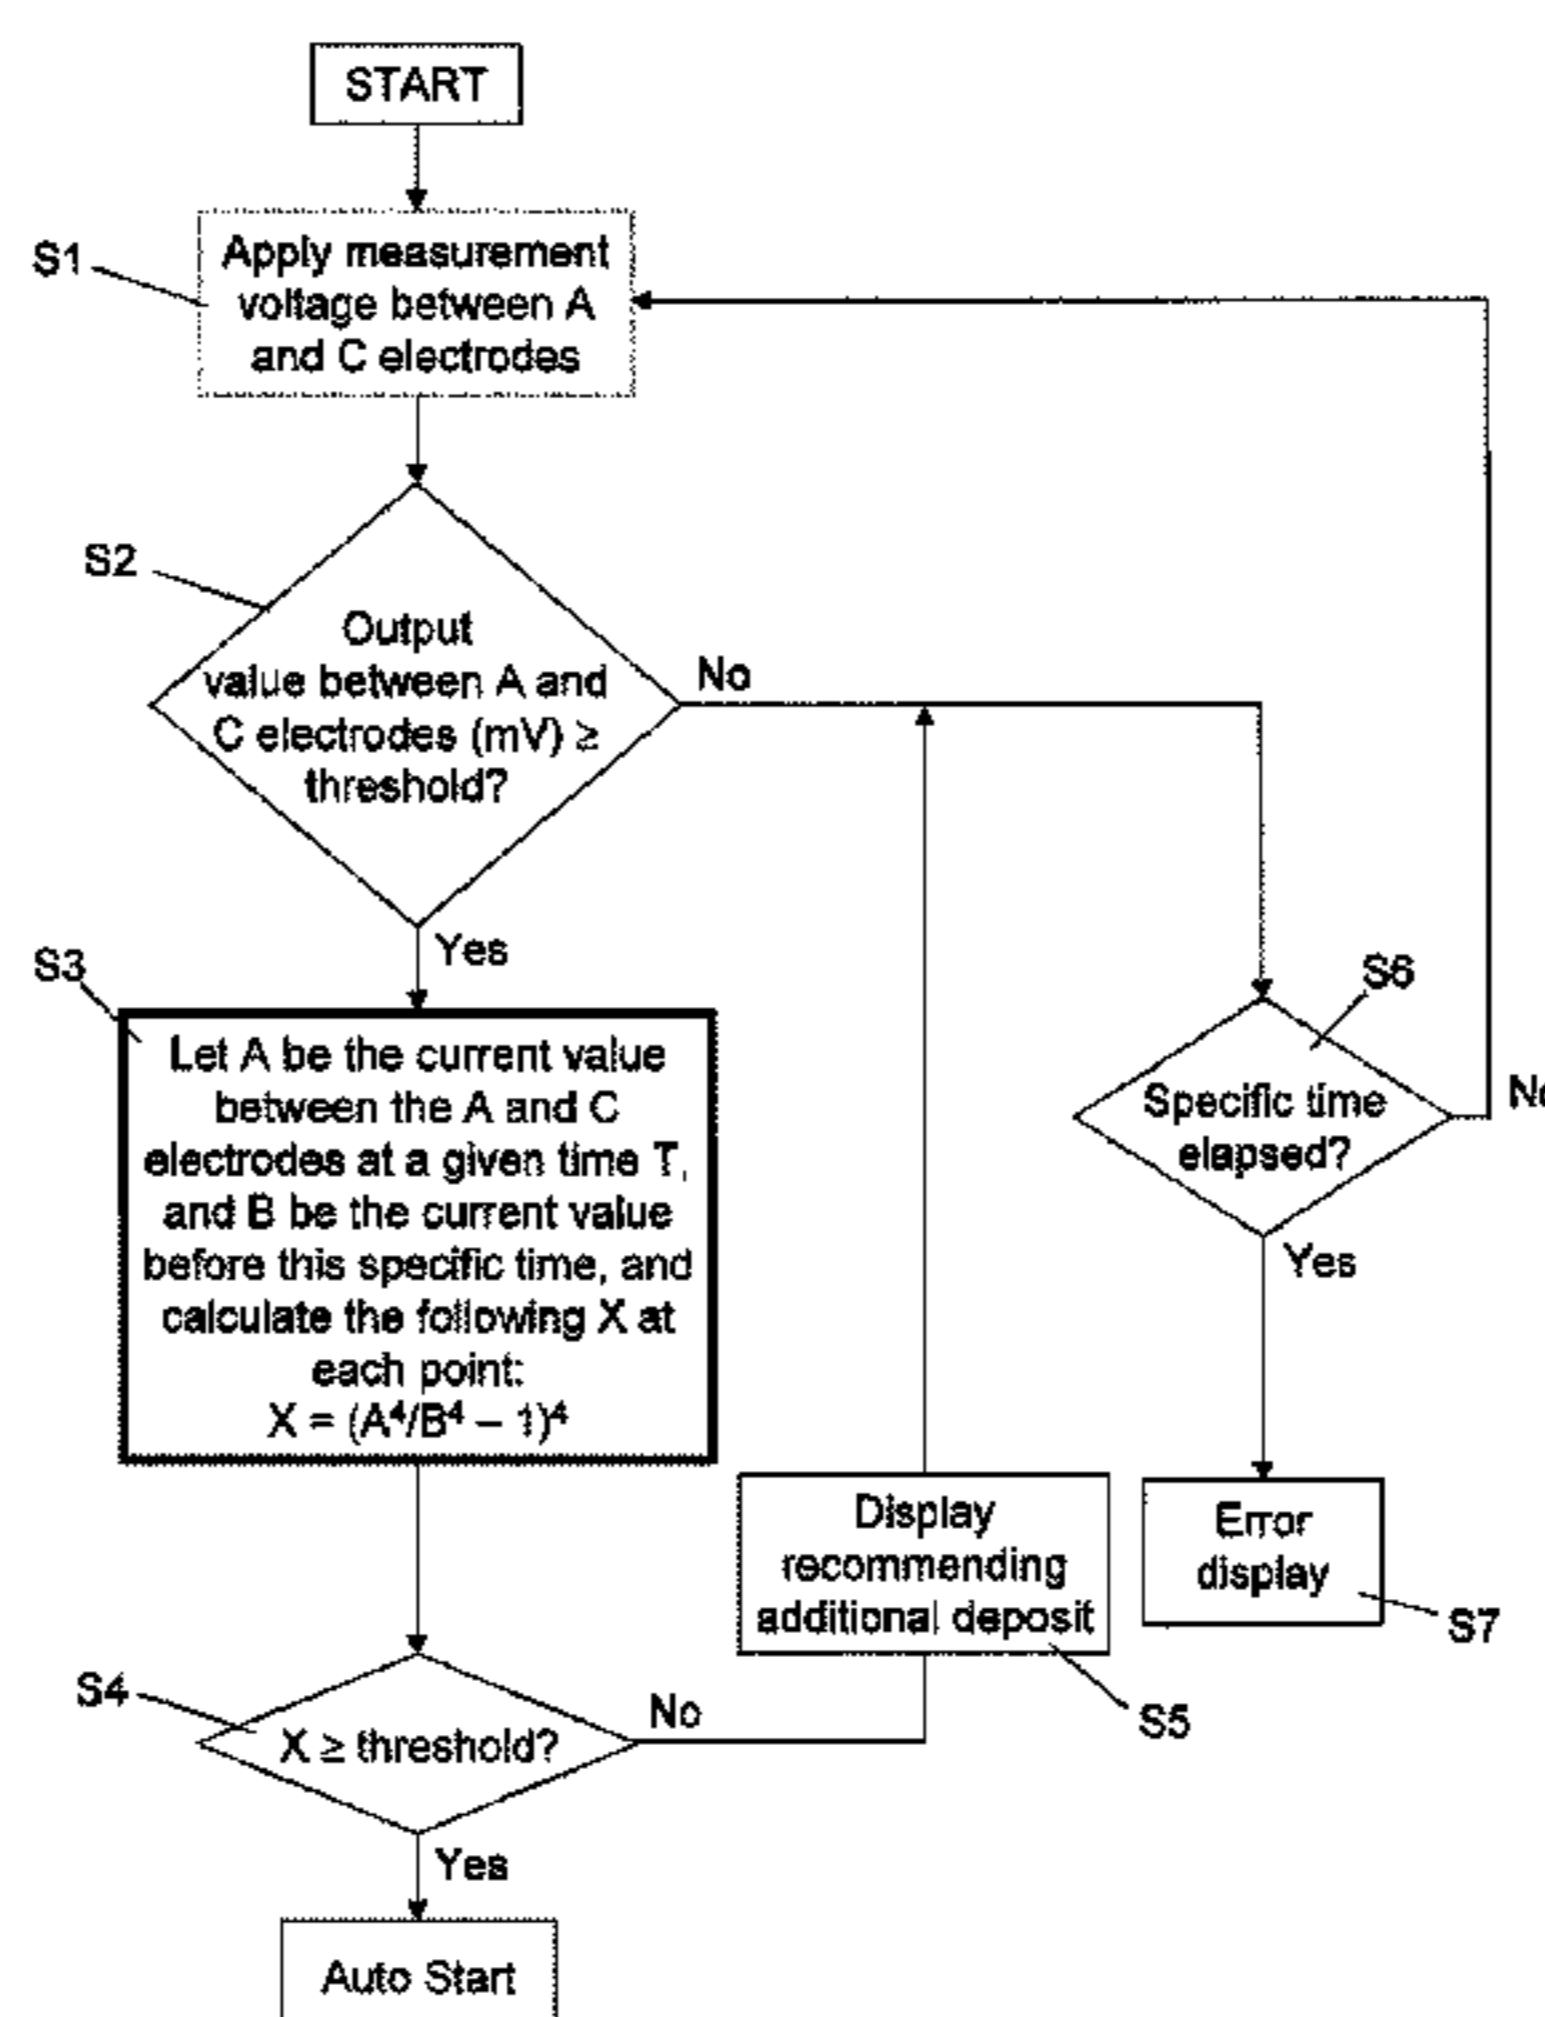 START
S1
Apply measurement
voltage between A
and C electrodes
S2
Output
value between A and
C electrodes (mV) ≥
threshold?
No
Yes
S3
Let A be the current value
between the A and C
electrodes at a given time T,
and B be the current value
before this specific time, and
calculate the following X at
each point:
X = (A⁴/B⁴ – 1)⁴
S6
Specific time
elapsed?
Yes
Display
recommending
additional deposit
S5
Error
display
S7
S4
X ≥ threshold?
No
Yes
Auto Start